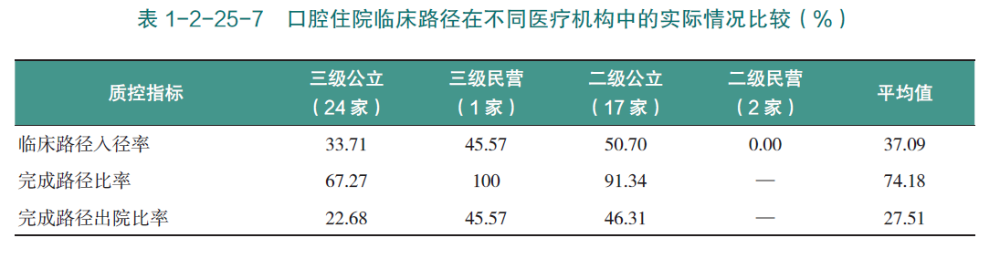 表 1-2-25-7 口腔住院临床路径在不同医疗机构中的实际情况比较（%）
质控指标 三级公立（24 家） 三级民营（1 家） 二级公立（17 家） 二级民营（2 家） 平均值
临床路径入径率 33.71 45.57 50.70 0.00 37.09
完成路径比率 67.27 100 91.34 — 74.18
完成路径出院比率 22.68 45.57 46.31 — 27.51